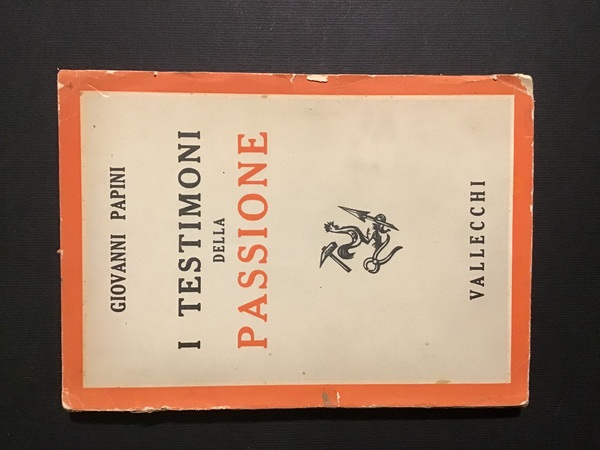 GIOVANNI PAPINI
I TESTIMONI
DELLA
PASSIONE
VALLECCHI